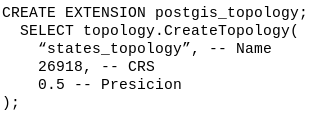 CREATE EXTENSION postgis_topology;
SELECT topology.CreateTopology(
“states_topology”, -- Name
26918, -- CRS
0.5 -- Presicion
);